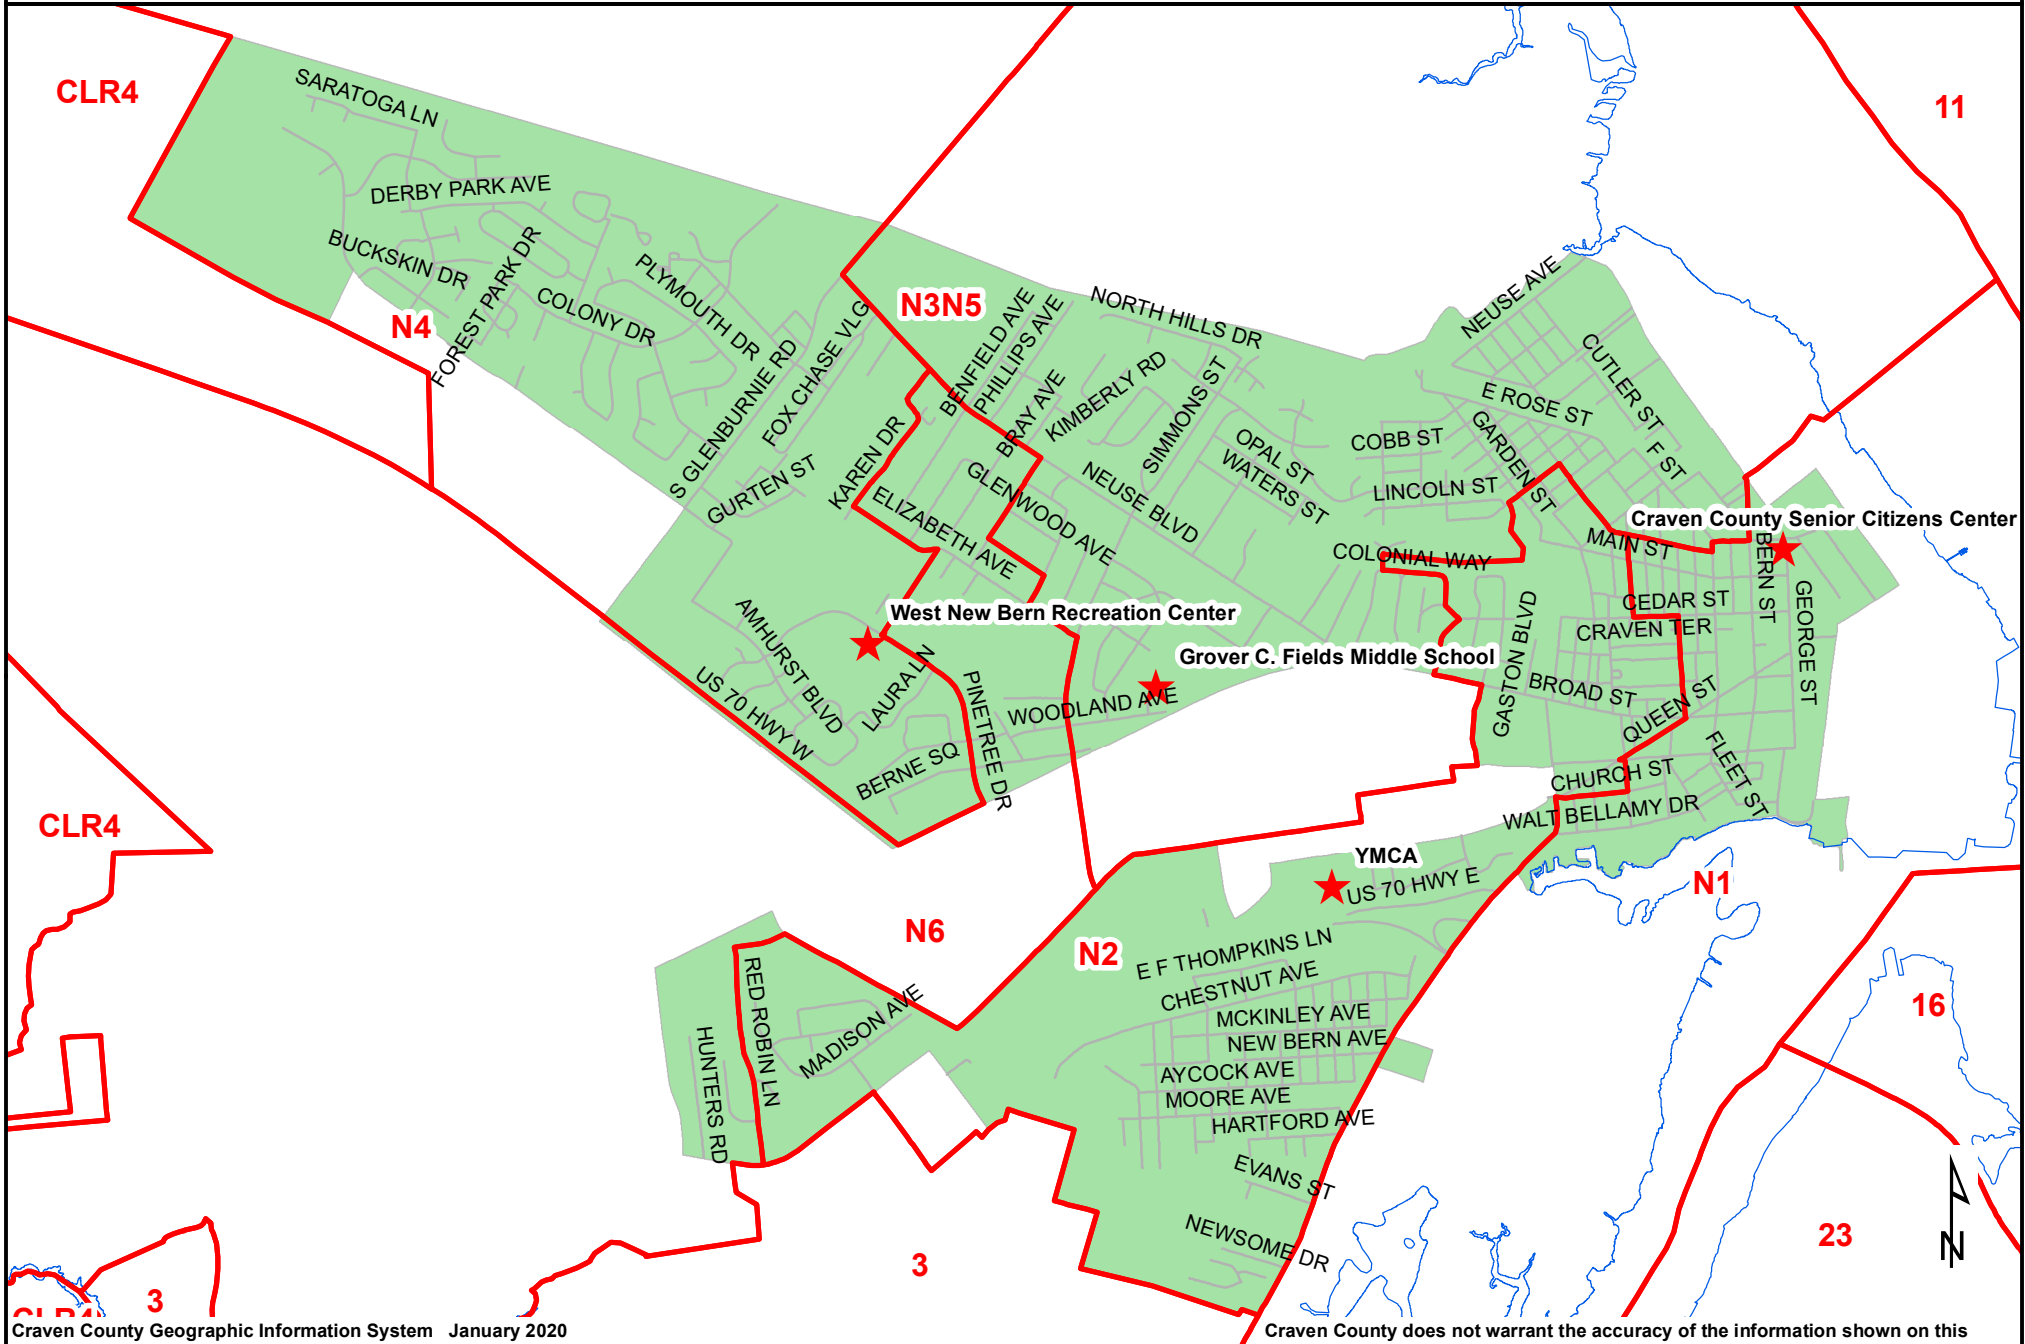 CLR4
11
SARATOGA LN
DERBY PARK AVE
BUCKSKIN DR
FOREST PARK DR
N4
COLONY DR
PLYMOUTH DR
S GLENBURNIE RD
FOX CHASE VLG
GURTEN ST
N3N5
BENFIELD AVE
PHILLIPS AVE
NORTH HILLS DR
BRAY AVE
KIMBERLY RD
SIMMONS ST
KAREN DR
ELIZABETH AVE
GLENWOOD AVE
NEUSE BLVD
OPAL ST
WATERS ST
NEUSE AVE
CUTLER ST
E ROSE ST
GARDEN ST
COBB ST
F ST
LINCOLN ST
Craven County Senior Citizens Center
COLONIAL WAY
MAIN ST
BERN ST
CEDAR ST
CRAVEN TER
GEORGE ST
GASTON BLVD
West New Bern Recreation Center
Grover C. Fields Middle School
AMHURST BLVD
LAURA LN
US 70 HWY W
PINETREE DR
WOODLAND AVE
BERNE SQ
BROAD ST
QUEEN ST
FLEET ST
CHURCH ST
WALT BELLAMY DR
CLR4
YMCA
US 70 HWY E
N1
N6
N2
E F THOMPKINS LN
CHESTNUT AVE
MCKINLEY AVE
NEW BERN AVE
AYCOCK AVE
MOORE AVE
HARTFORD AVE
EVANS ST
NEWSOME DR
RED ROBIN LN
MADISON AVE
HUNTERS RD
16
23
N
3
3
CLR4
Craven County Geographic Information System January 2020
Craven County does not warrant the accuracy of the information shown on this